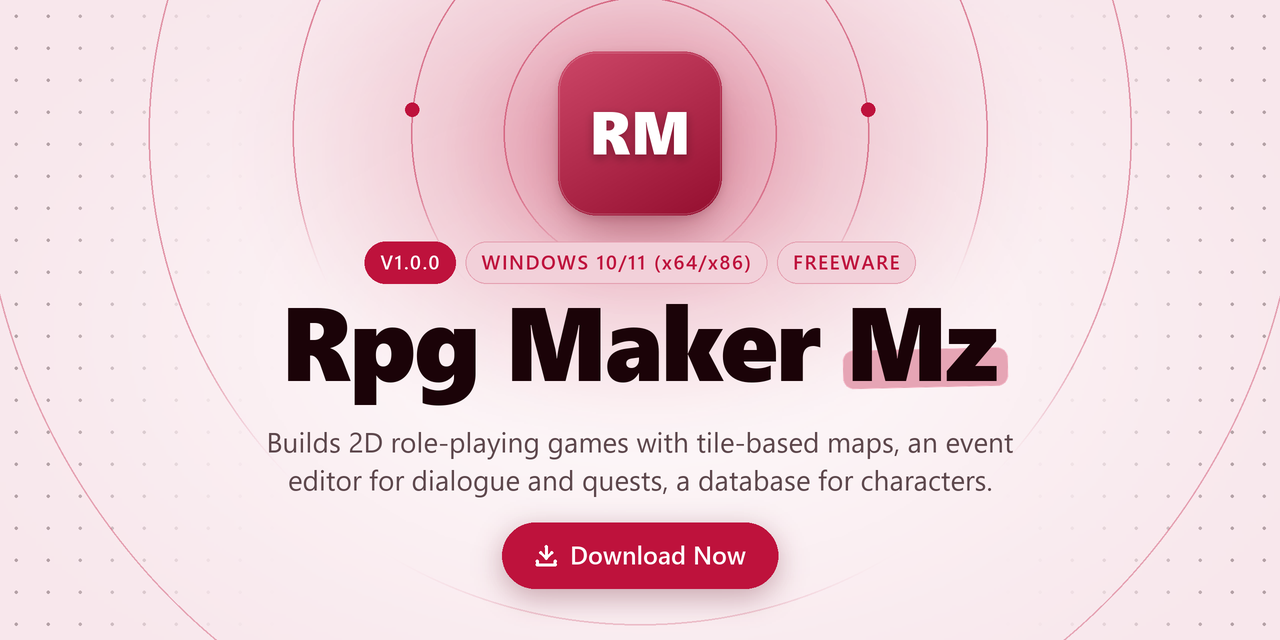 RM
V1.0.0 WINDOWS 10/11 (x64/x86) FREEWARE
Rpg Maker Mz
Builds 2D role-playing games with tile-based maps, an event
editor for dialogue and quests, a database for characters.
Download Now